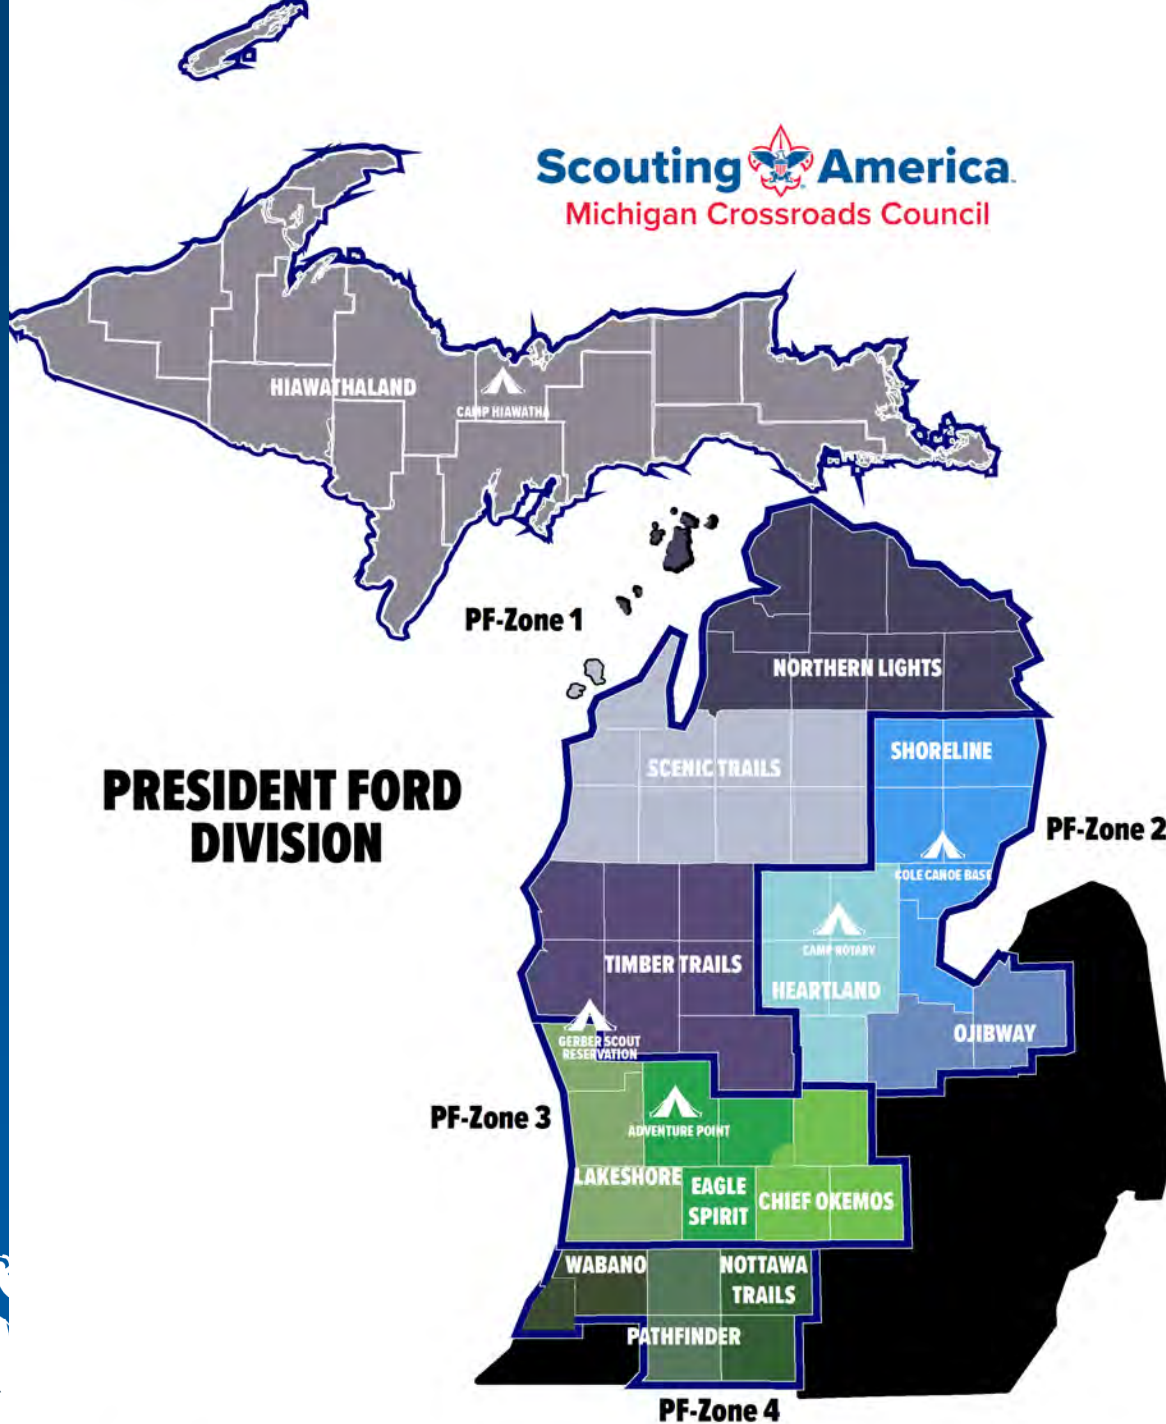 Scouting America
Michigan Crossroads Council
HIAWATHALAND
CAMP HIAWATHA
PF-Zone 1
NORTHERN LIGHTS
SCENIC TRAILS
SHORELINE
PRESIDENT FORD
DIVISION
PF-Zone 2
COLE CANOE BASE
CAMP ROTARY
TIMBER TRAILS
HEARTLAND
OJIBWAY
GERBER SCOUT
RESERVATION
PF-Zone 3
ADVENTURE POINT
LAKESHORE
EAGLE
SPIRIT
CHIEF OKEMOS
WABANO
NOTTAWA
TRAILS
PATHFINDER
PF-Zone 4